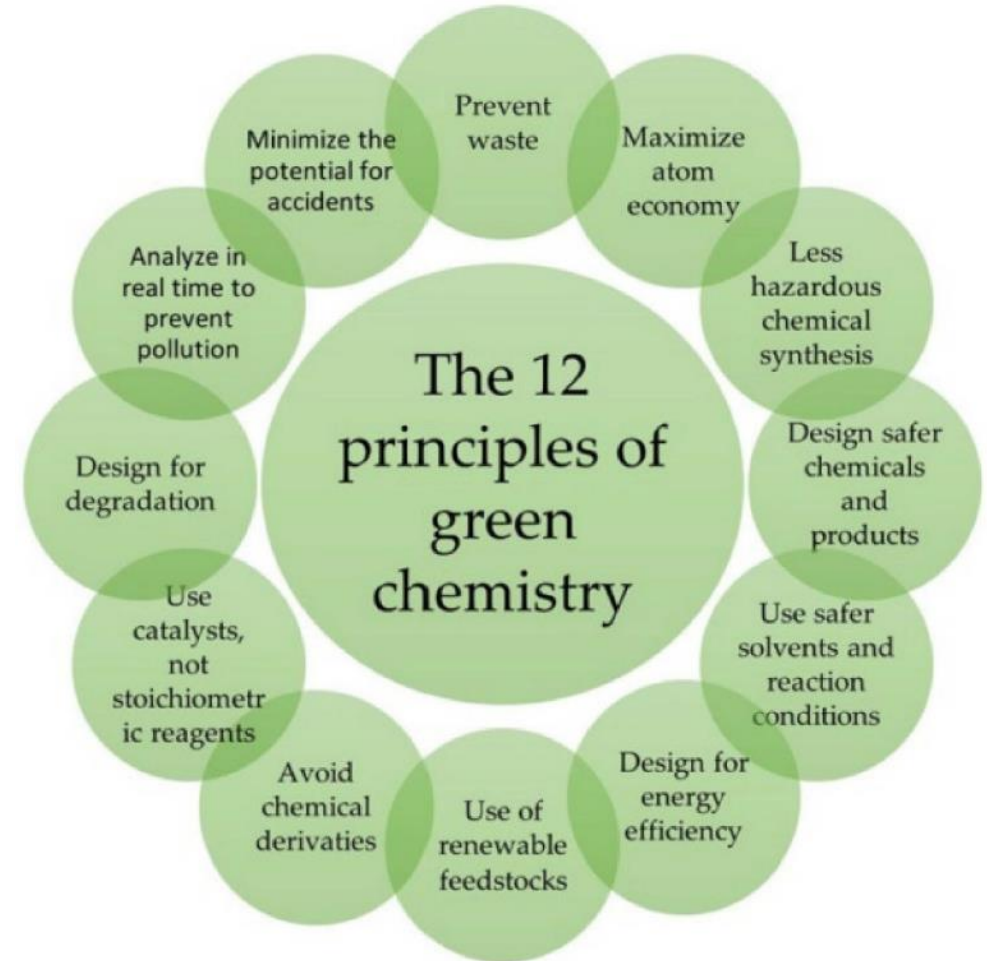 The 12
principles of
green
chemistry
Prevent
waste
Maximize
atom
economy
Less
hazardous
chemical
synthesis
Design safer
chemicals
and
products
Use safer
solvents and
reaction
conditions
Design for
energy
efficiency
Use of
renewable
feedstocks
Avoid
chemical
derivaties
Use
catalysts,
not
stoichiometr
ic reagents
Design for
degradation
Analyze in
real time to
prevent
pollution
Minimize the
potential for
accidents